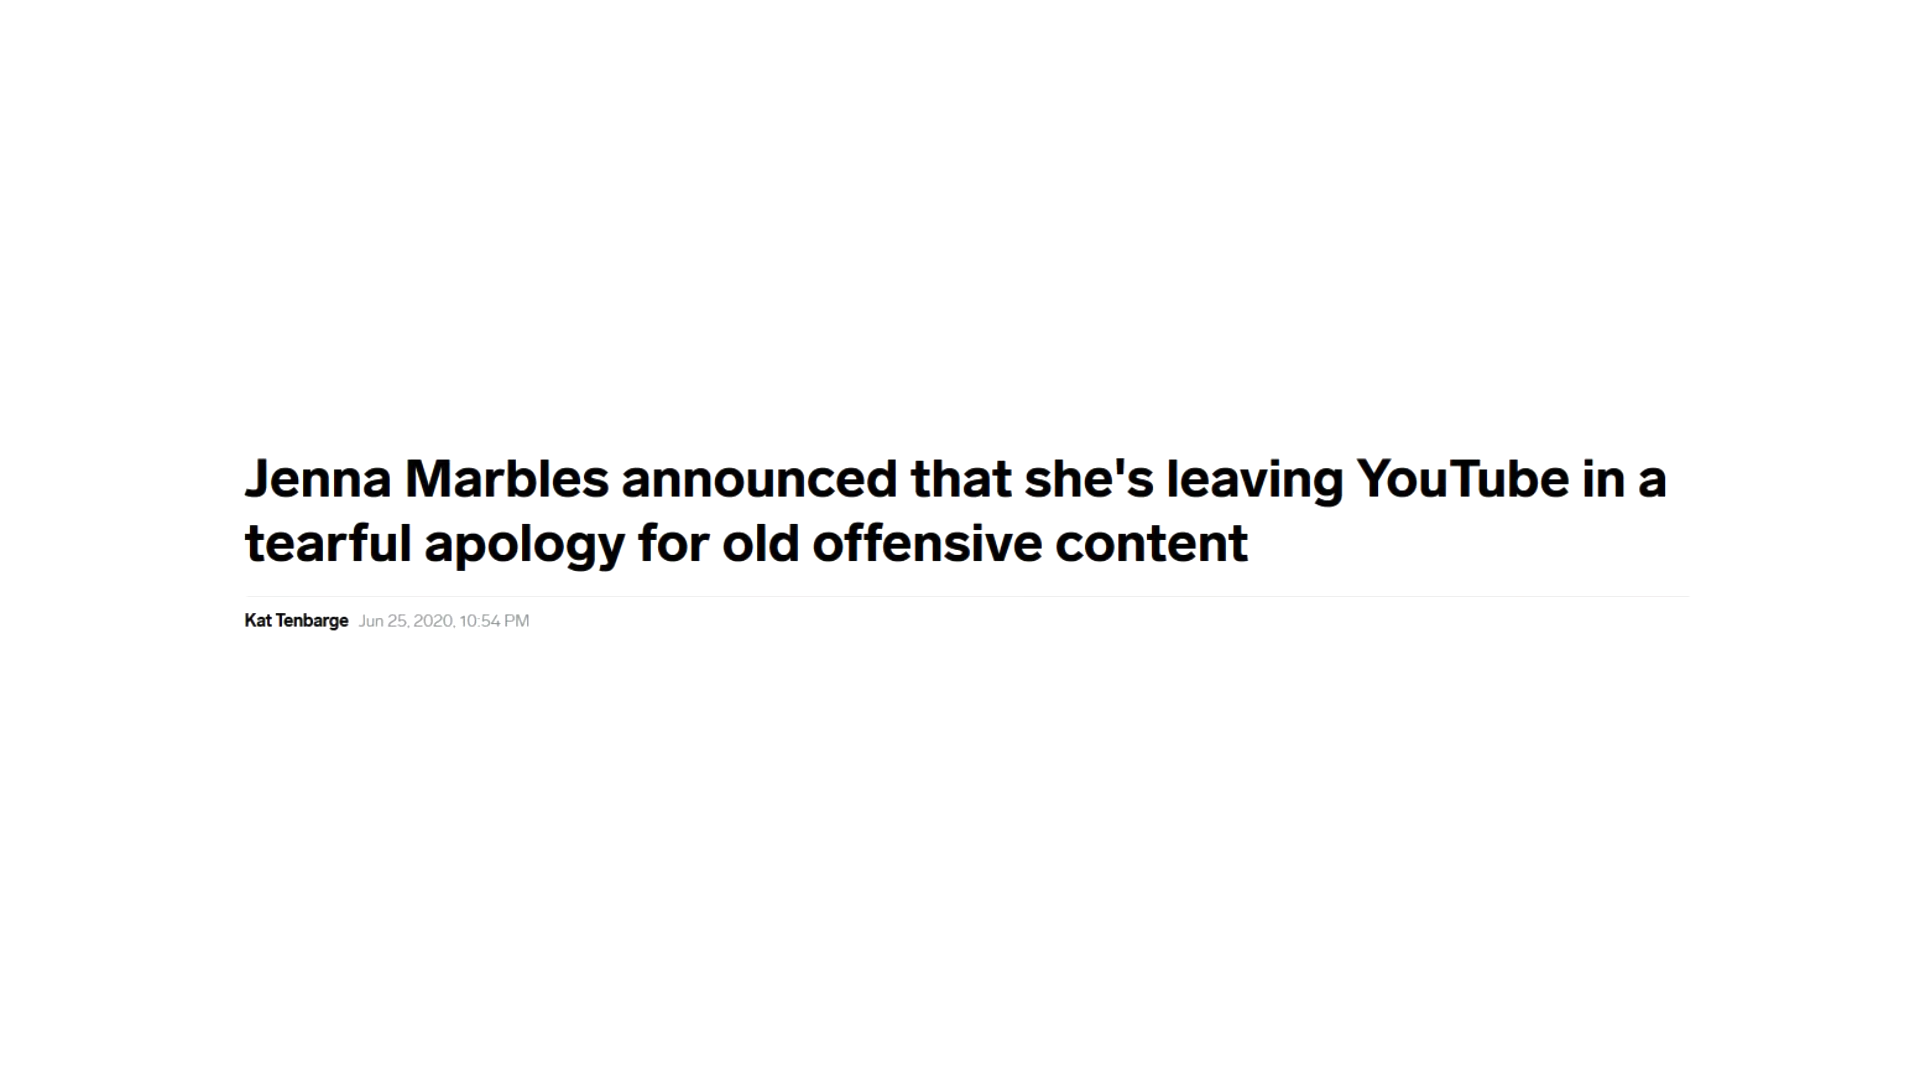 Jenna Marbles announced that she's leaving YouTube in a
tearful apology for old offensive content
Kat Tenbarge Jun 25, 2020, 10:54 PM